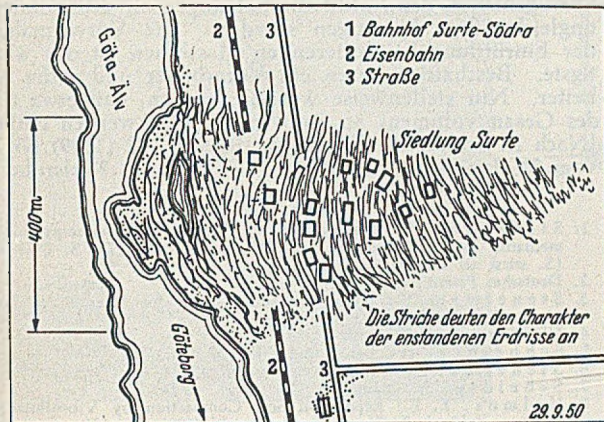 2
3
1 Bahnhof Surte-Södra
2 Eisenbahn
3 Straße
Göta-Älv
Siedlung Surte
1
400 m
Die Striche deuten den Charakter
der enstandenen Erdrisse an
Göteborg
2
3
29.9.50